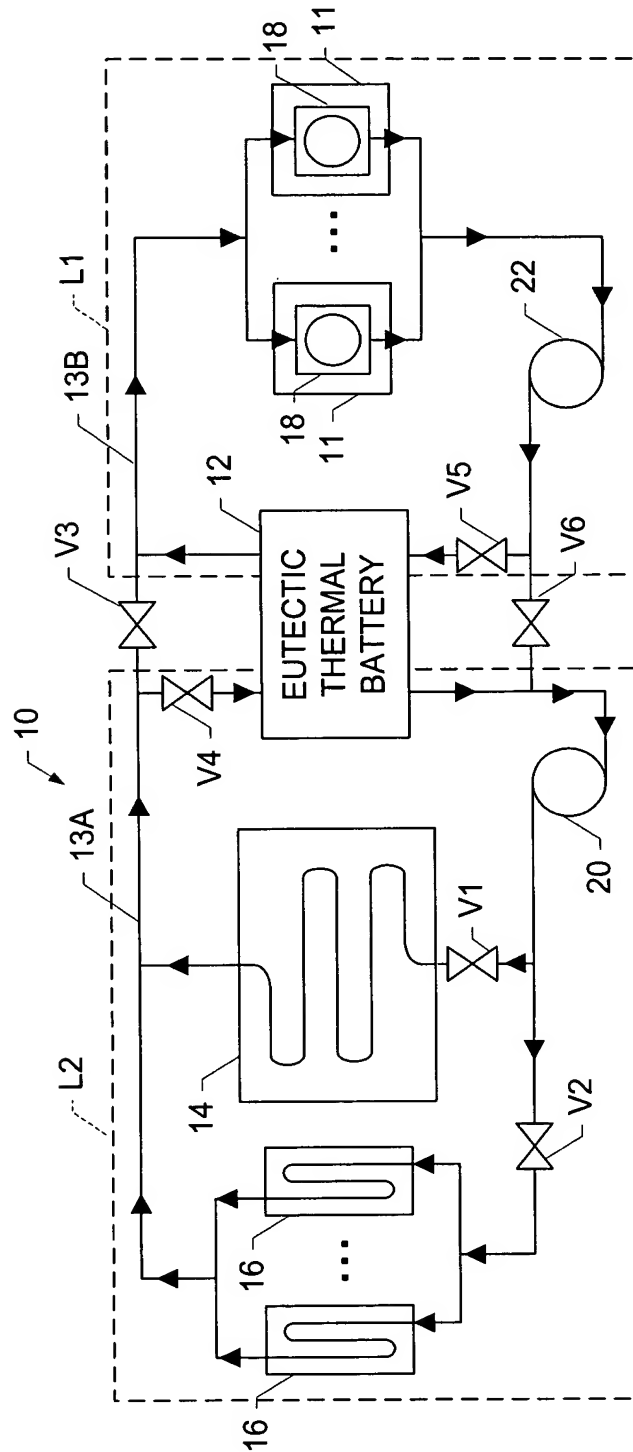 10
L2
L1
13A
13B
V3
V4
12
EUTECTIC
THERMAL
BATTERY
18
11
18
11
14
16
16
V1
V2
V5
V6
20
22